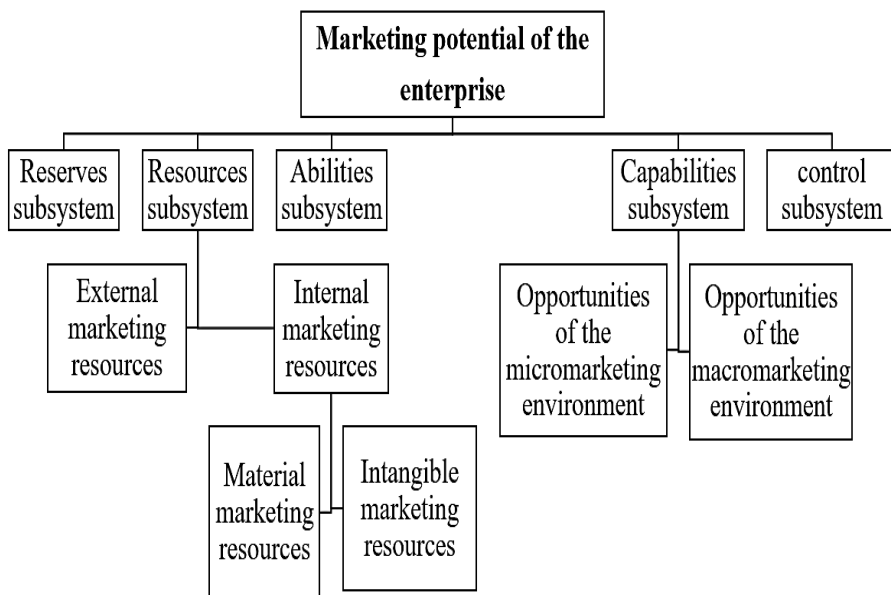 Marketing potential of the
enterprise
Reserves
subsystem
Resources
subsystem
Abilities
subsystem
Capabilities
subsystem
control
subsystem
External
marketing
resources
Internal
marketing
resources
Opportunities
of the
micromarketing
environment
Opportunities
of the
macromarketing
environment
Material
marketing
resources
Intangible
marketing
resources